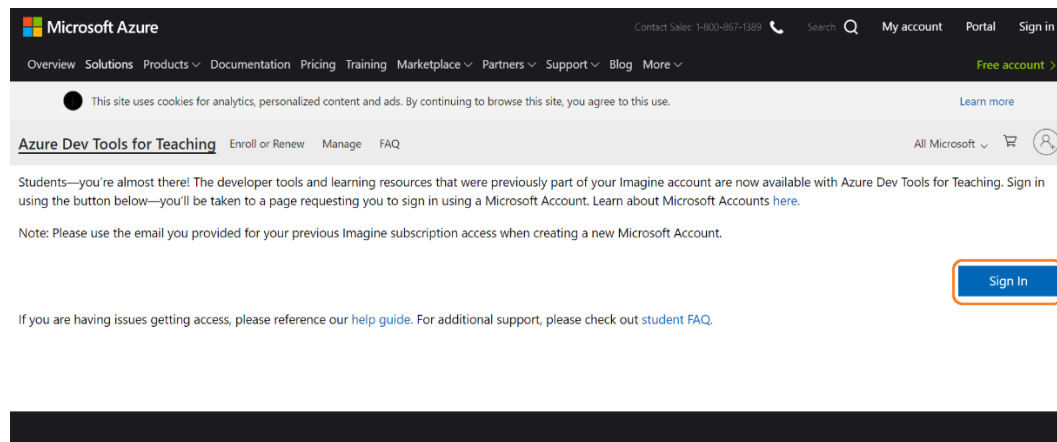 Microsoft Azure
Contact Sales: 1-800-867-1389 Search My account Portal Sign in
Overview Solutions Products Documentation Pricing Training Marketplace Partners Support Blog More Free account >
This site uses cookies for analytics, personalized content and ads. By continuing to browse this site, you agree to this use. Learn more
Azure Dev Tools for Teaching Enroll or Renew Manage FAQ All Microsoft
Students—you're almost there! The developer tools and learning resources that were previously part of your Imagine account are now available with Azure Dev Tools for Teaching. Sign in
using the button below—you'll be taken to a page requesting you to sign in using a Microsoft Account. Learn about Microsoft Accounts here.
Note: Please use the email you provided for your previous Imagine subscription access when creating a new Microsoft Account.
Sign In
If you are having issues getting access, please reference our help guide. For additional support, please check out student FAQ.